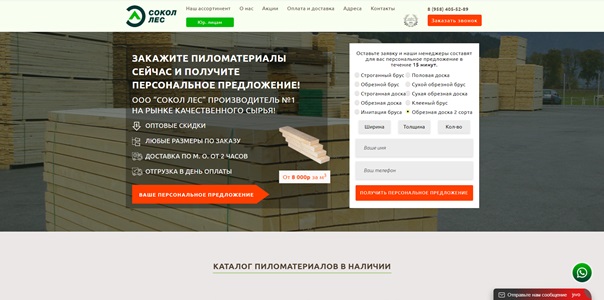 СОКОЛ
ЛЕС
Наш ассортимент О нас Акции Оплата и доставка Адреса Контакты
Юр. лицам
8 (958) 405-52-09
Заказать звонок
ЗАКАЖИТЕ ПИЛОМАТЕРИАЛЫ
СЕЙЧАС И ПОЛУЧИТЕ
ПЕРСОНАЛЬНОЕ ПРЕДЛОЖЕНИЕ!
ООО "СОКОЛ ЛЕС" ПРОИЗВОДИТЕЛЬ №1
НА РЫНКЕ КАЧЕСТВЕННОГО СЫРЬЯ!
ОПТОВЫЕ СКИДКИ
ЛЮБЫЕ РАЗМЕРЫ ПО ЗАКАЗУ
ДОСТАВКА ПО М. О. ОТ 2 ЧАСОВ
ОТГРУЗКА В ДЕНЬ ОПЛАТЫ
От 8 000р за м³
ВАШЕ ПЕРСОНАЛЬНОЕ ПРЕДЛОЖЕНИЕ
Оставьте заявку и наши менеджеры составят
для вас персональное предложение в
течение 15 минут.
Строганный брус Половая доска
Обрезной брус Сухой обрезной брус
Строганная доска Сухая обрезная доска
Обрезная доска Клееный брус
Имитация бруса Обрезная доска 2 сорта
Ширина Толщина Кол-во
Ваше имя
Ваш телефон
ПОЛУЧИТЬ ПЕРСОНАЛЬНОЕ ПРЕДЛОЖЕНИЕ
КАТАЛОГ ПИЛОМАТЕРИАЛОВ В НАЛИЧИИ
Отправьте нам сообщение jivo